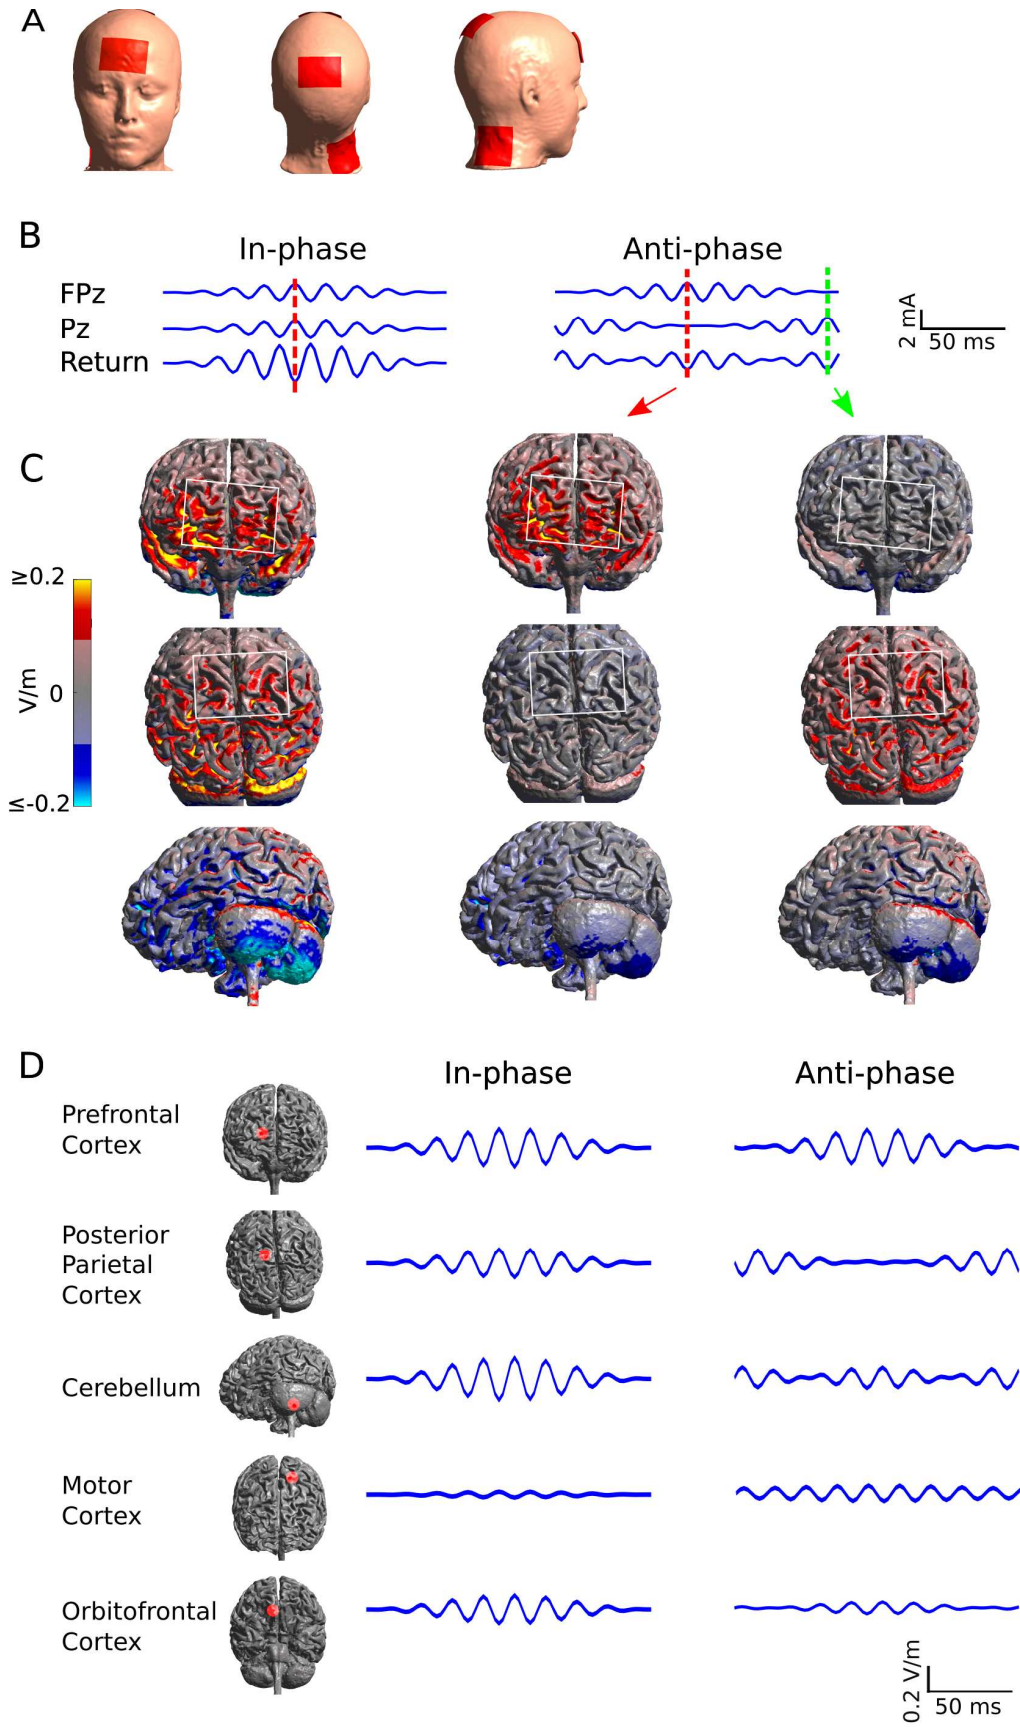 A
B
In-phase
Anti-phase
FPz
Pz
Return
2 mA
50 ms
C
≥0.2
V/m
0
≤-0.2
D
In-phase
Anti-phase
Prefrontal
Cortex
Posterior
Parietal
Cortex
Cerebellum
Motor
Cortex
Orbitofrontal
Cortex
0.2 V/m
50 ms